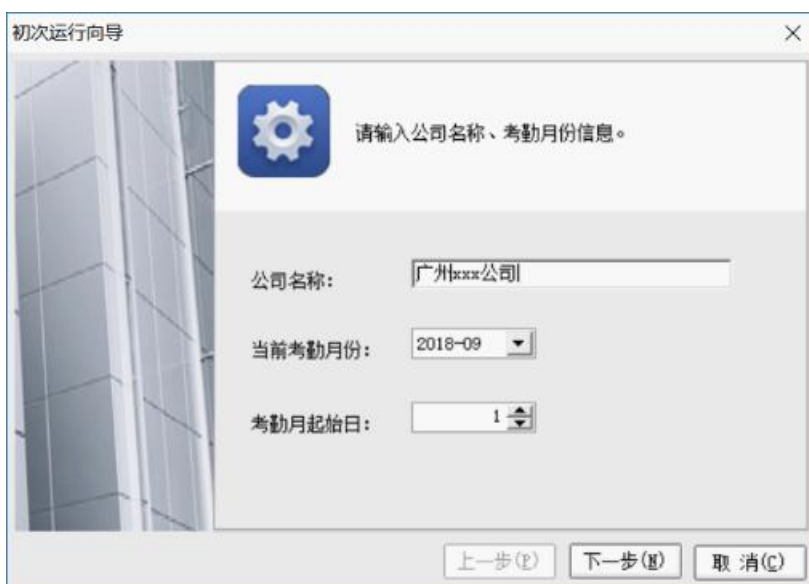 初次运行向导
请输入公司名称、考勤月份信息。
公司名称：
广州xxx公司
当前考勤月份：
2018-09
考勤月起始日：
1
上一步(P)
下一步(N)
取 消(C)